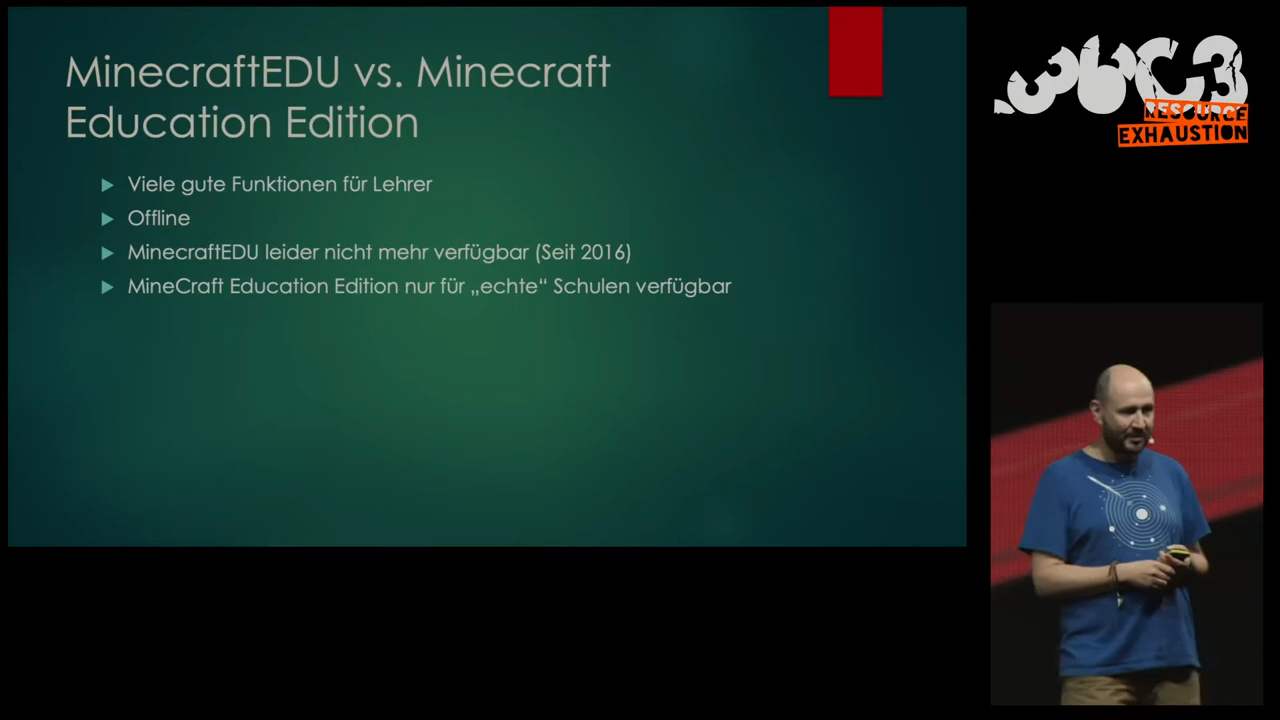 MinecraftEDU vs. Minecraft
Education Edition
Viele gute Funktionen für Lehrer
Offline
MinecraftEDU leider nicht mehr verfügbar (Seit 2016)
MineCraft Education Edition nur für „echte“ Schulen verfügbar
36C3
RESOURCE
EXHAUSTION